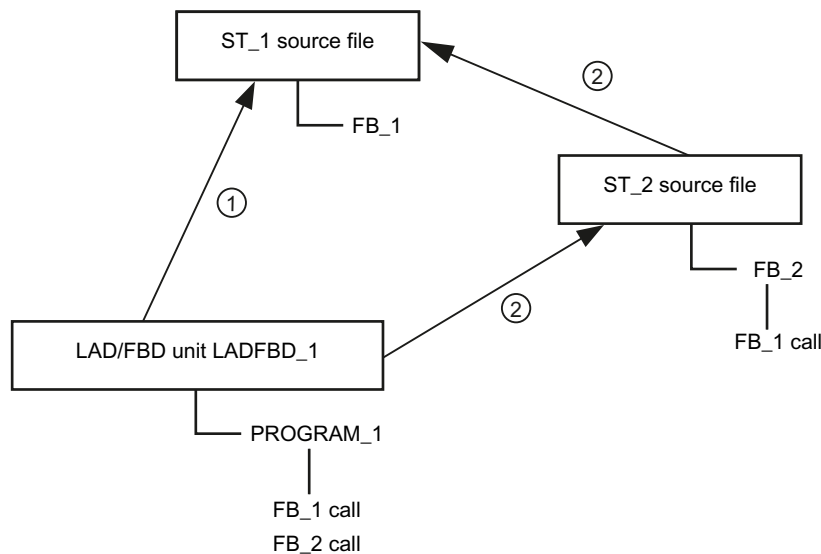 ST_1 source file
②
FB_1
ST_2 source file
①
FB_2
②
LAD/FBD unit LADFBD_1
FB_1 call
PROGRAM_1
FB_1 call
FB_2 call